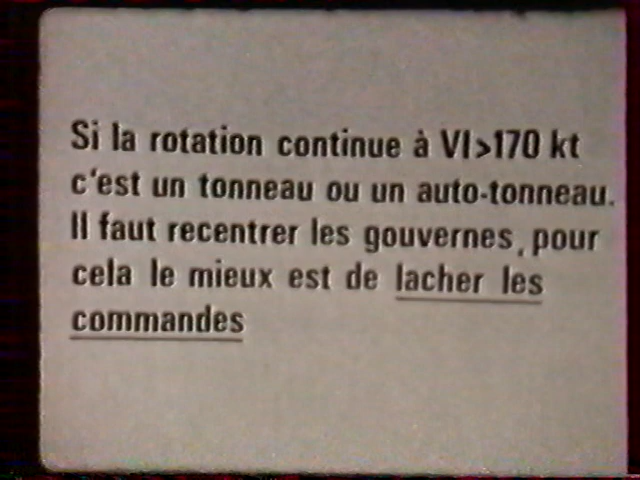 Si la rotation continue à VI>170 kt
c'est un tonneau ou un auto-tonneau.
Il faut recentrer les gouvernes, pour
cela le mieux est de lacher les
commandes